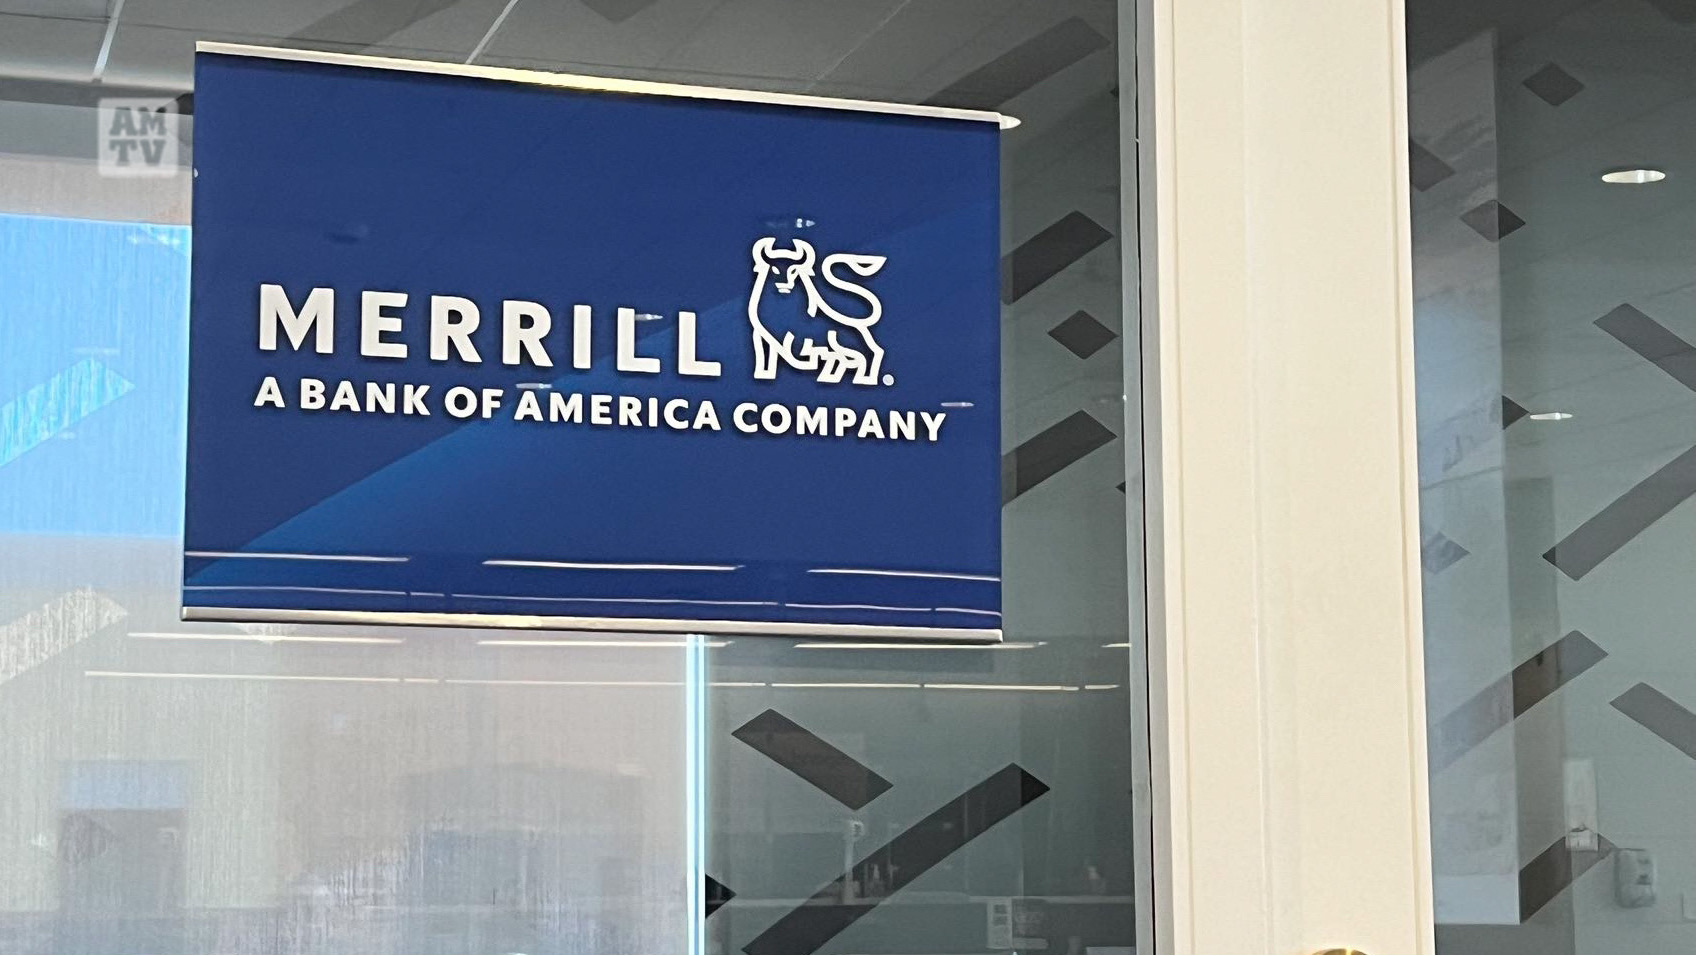 AM
TV
MERRILL
A BANK OF AMERICA COMPANY